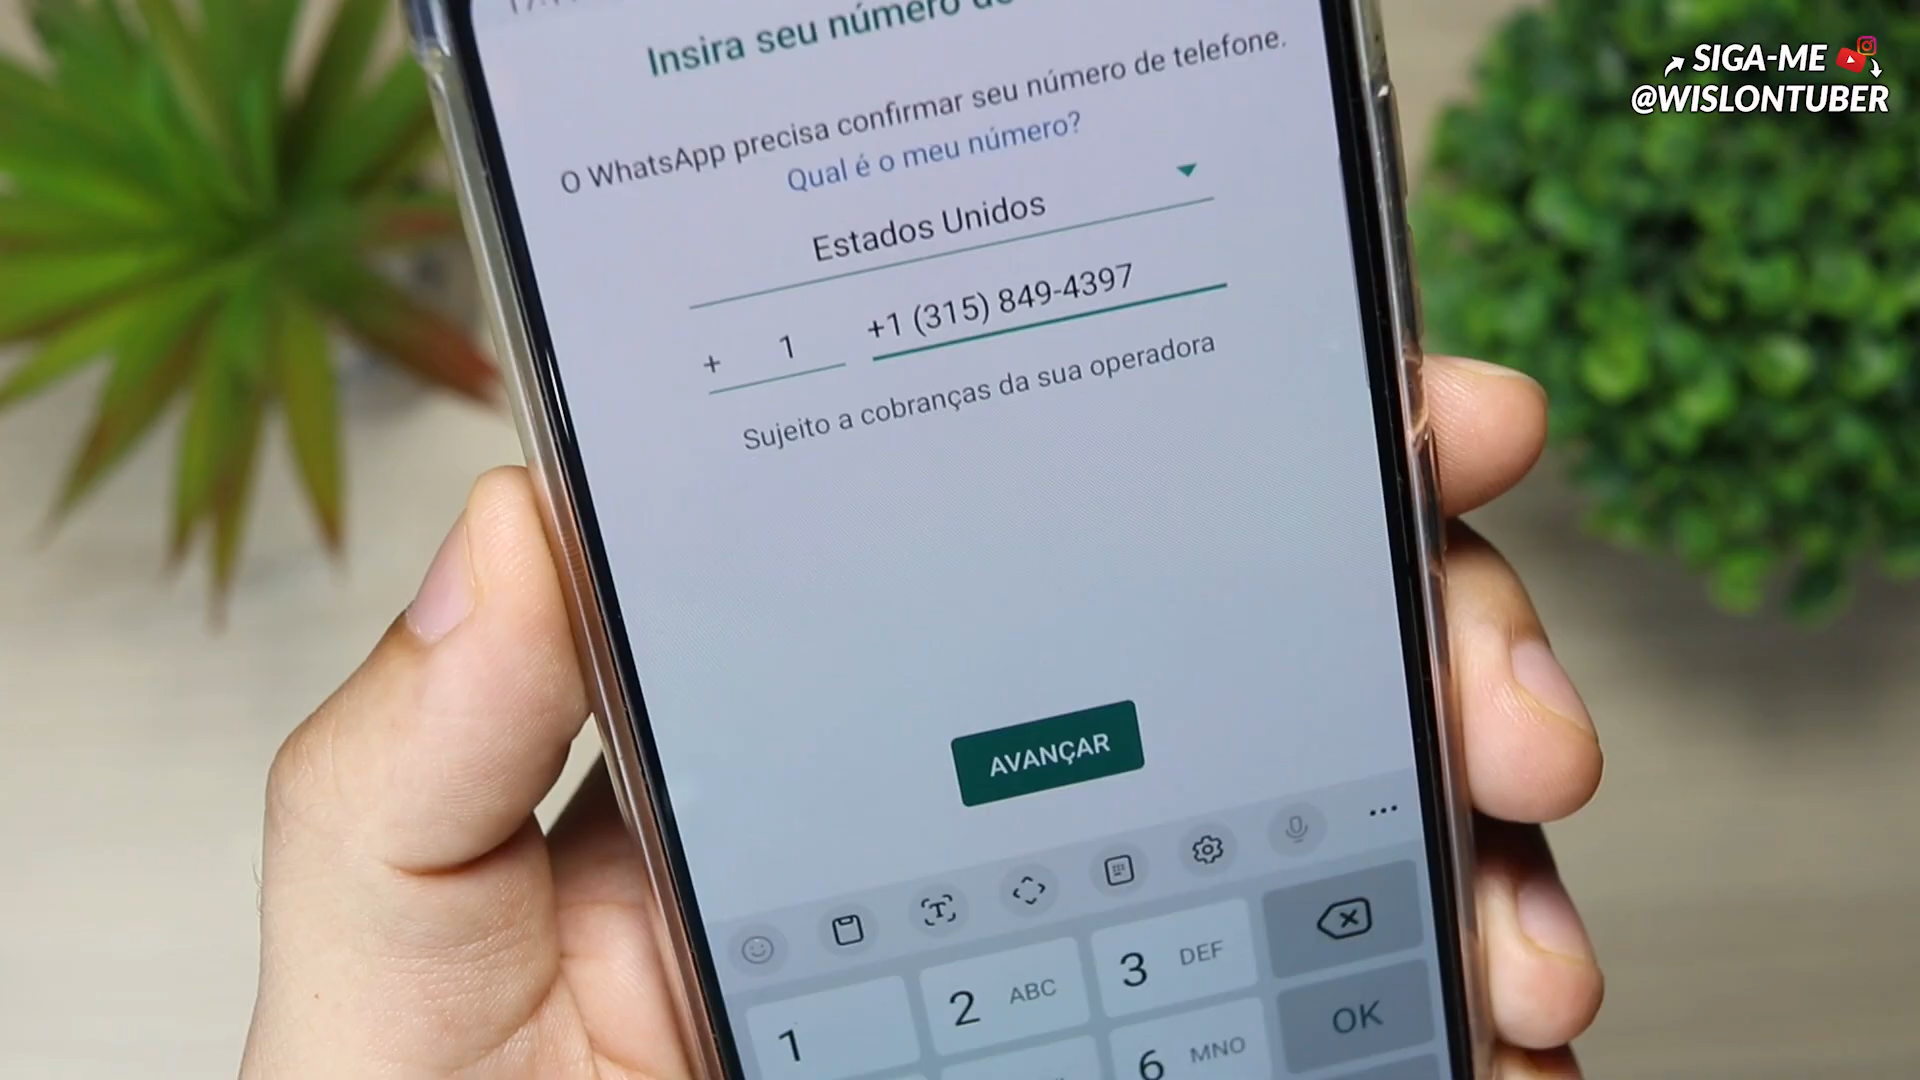 SIGA-ME
@WISLONTUBER
Insira seu número
O WhatsApp precisa confirmar seu número de telefone.
Qual é o meu número?
Estados Unidos
+ 1 +1 (315) 849-4397
Sujeito a cobranças da sua operadora
AVANÇAR
1 2 ABC 3 DEF
6 MNO OK